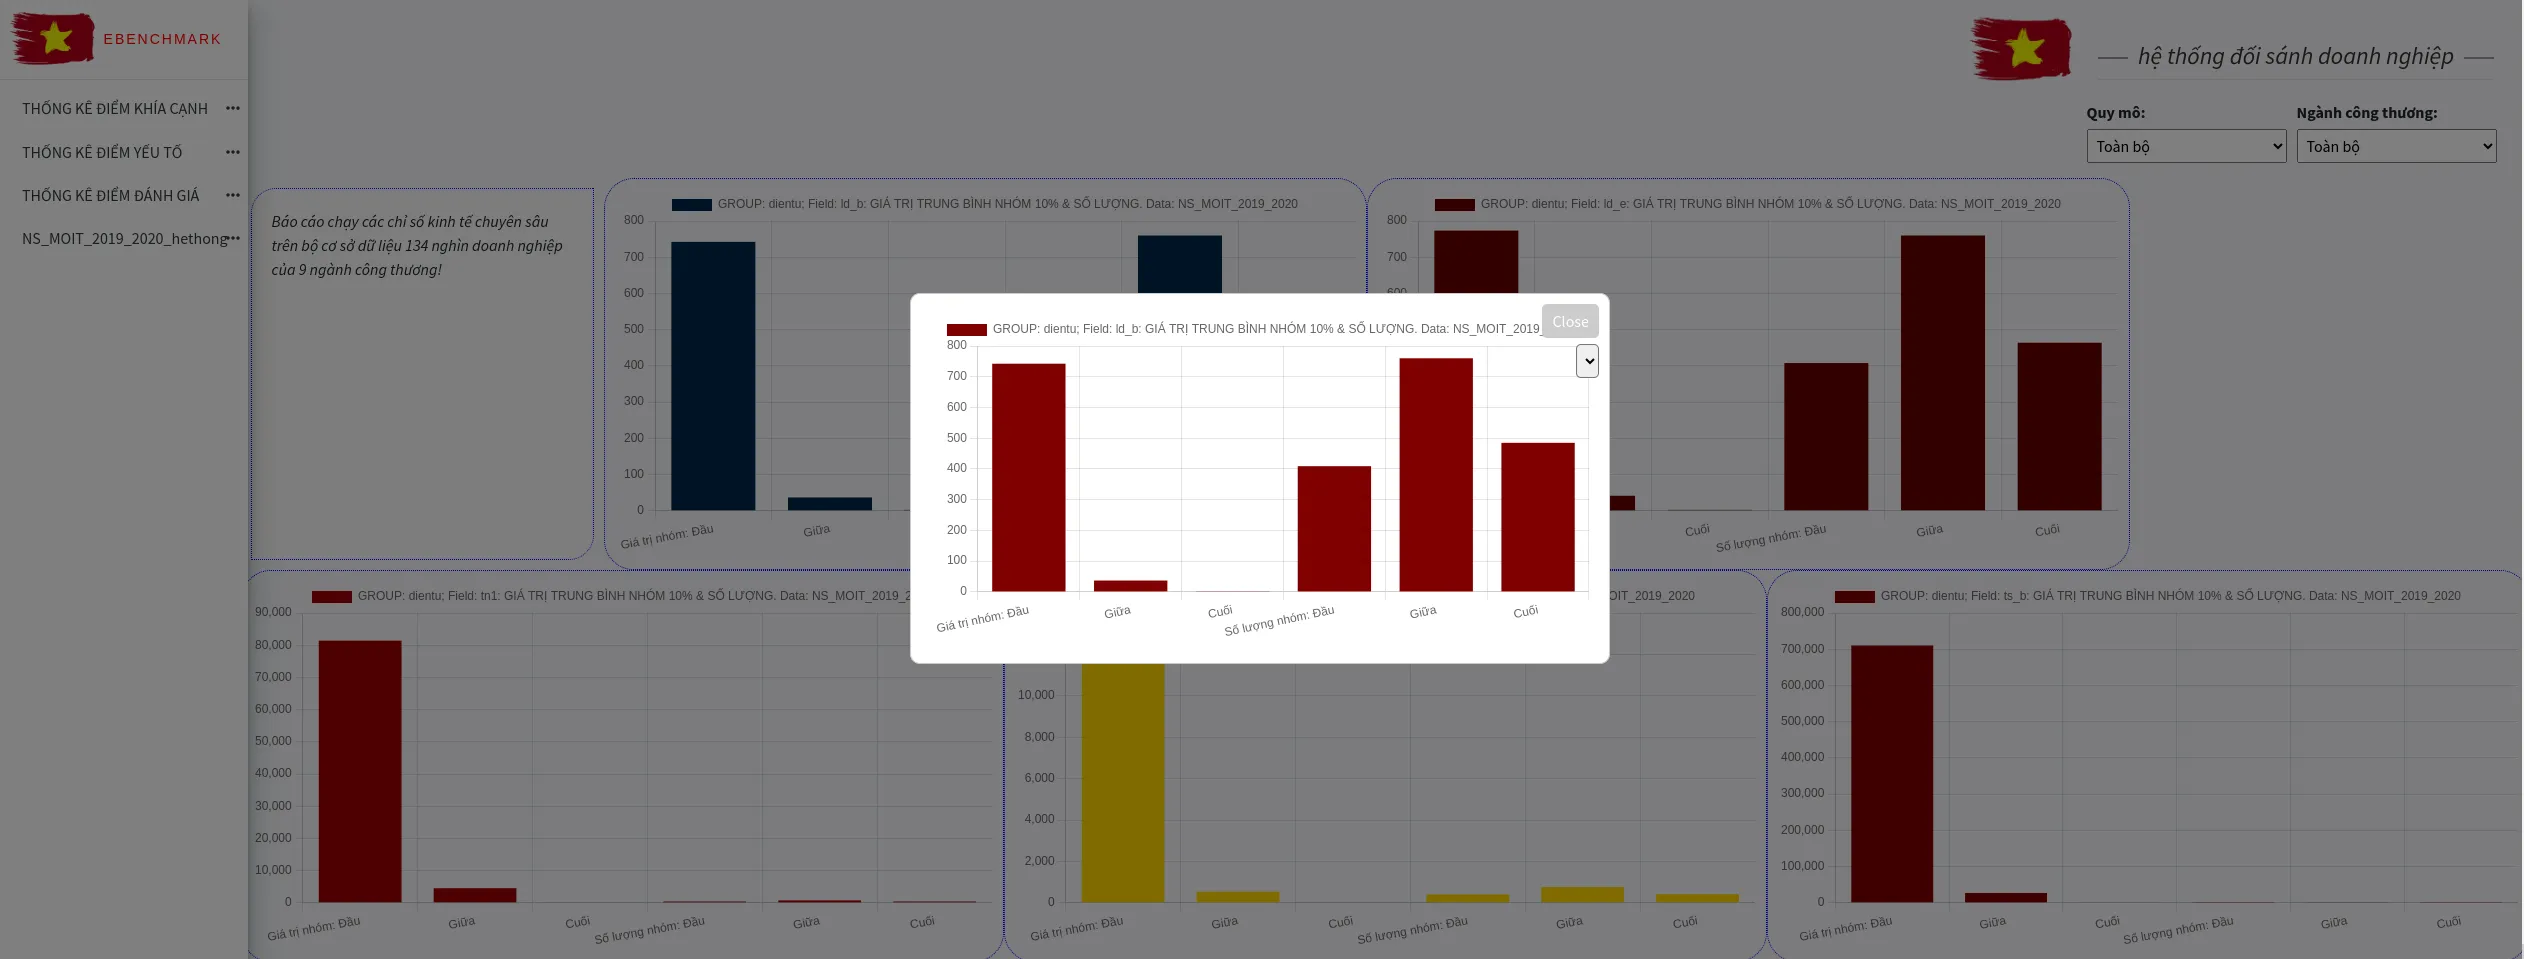 EBENCHMARK
THỐNG KÊ ĐIỂM KHÍA CẠNH •••
THỐNG KÊ ĐIỂM YẾU TỐ •••
THỐNG KÊ ĐIỂM ĐÁNH GIÁ •••
NS_MOIT_2019_2020_hethong •••
hệ thống đối sánh doanh nghiệp
Quy mô: Ngành công thương:
Toàn bộ Toàn bộ
Báo cáo chạy các chỉ số kinh tế chuyên sâu
trên bộ cơ sở dữ liệu 134 nghìn doanh nghiệp
của 9 ngành công thương!
GROUP: dientu; Field: ld_b: GIÁ TRỊ TRUNG BÌNH NHÓM 10% & SỐ LƯỢNG. Data: NS_MOIT_2019_2020
800
700
600
500
400
300
200
100
0
Giá trị nhóm: Đầu Giữa
GROUP: dientu; Field: ld_e: GIÁ TRỊ TRUNG BÌNH NHÓM 10% & SỐ LƯỢNG. Data: NS_MOIT_2019_2020
800
700
600
Cuối Số lượng nhóm: Đầu Giữa Cuối
Close
GROUP: dientu; Field: ld_b: GIÁ TRỊ TRUNG BÌNH NHÓM 10% & SỐ LƯỢNG. Data: NS_MOIT_2019_
800
700
600
500
400
300
200
100
0
Giá trị nhóm: Đầu Giữa Cuối Số lượng nhóm: Đầu Giữa Cuối
GROUP: dientu; Field: tn1: GIÁ TRỊ TRUNG BÌNH NHÓM 10% & SỐ LƯỢNG. Data: NS_MOIT_2019_2
90,000
80,000
70,000
60,000
50,000
40,000
30,000
20,000
10,000
0
Giá trị nhóm: Đầu Giữa Cuối Số lượng nhóm: Đầu Giữa Cuối
OIT_2019_2020
10,000
8,000
6,000
4,000
2,000
0
Giá trị nhóm: Đầu Giữa Cuối Số lượng nhóm: Đầu Giữa Cuối
GROUP: dientu; Field: ts_b: GIÁ TRỊ TRUNG BÌNH NHÓM 10% & SỐ LƯỢNG. Data: NS_MOIT_2019_2020
800,000
700,000
600,000
500,000
400,000
300,000
200,000
100,000
0
Giá trị nhóm: Đầu Giữa Cuối Số lượng nhóm: Đầu Giữa Cuối